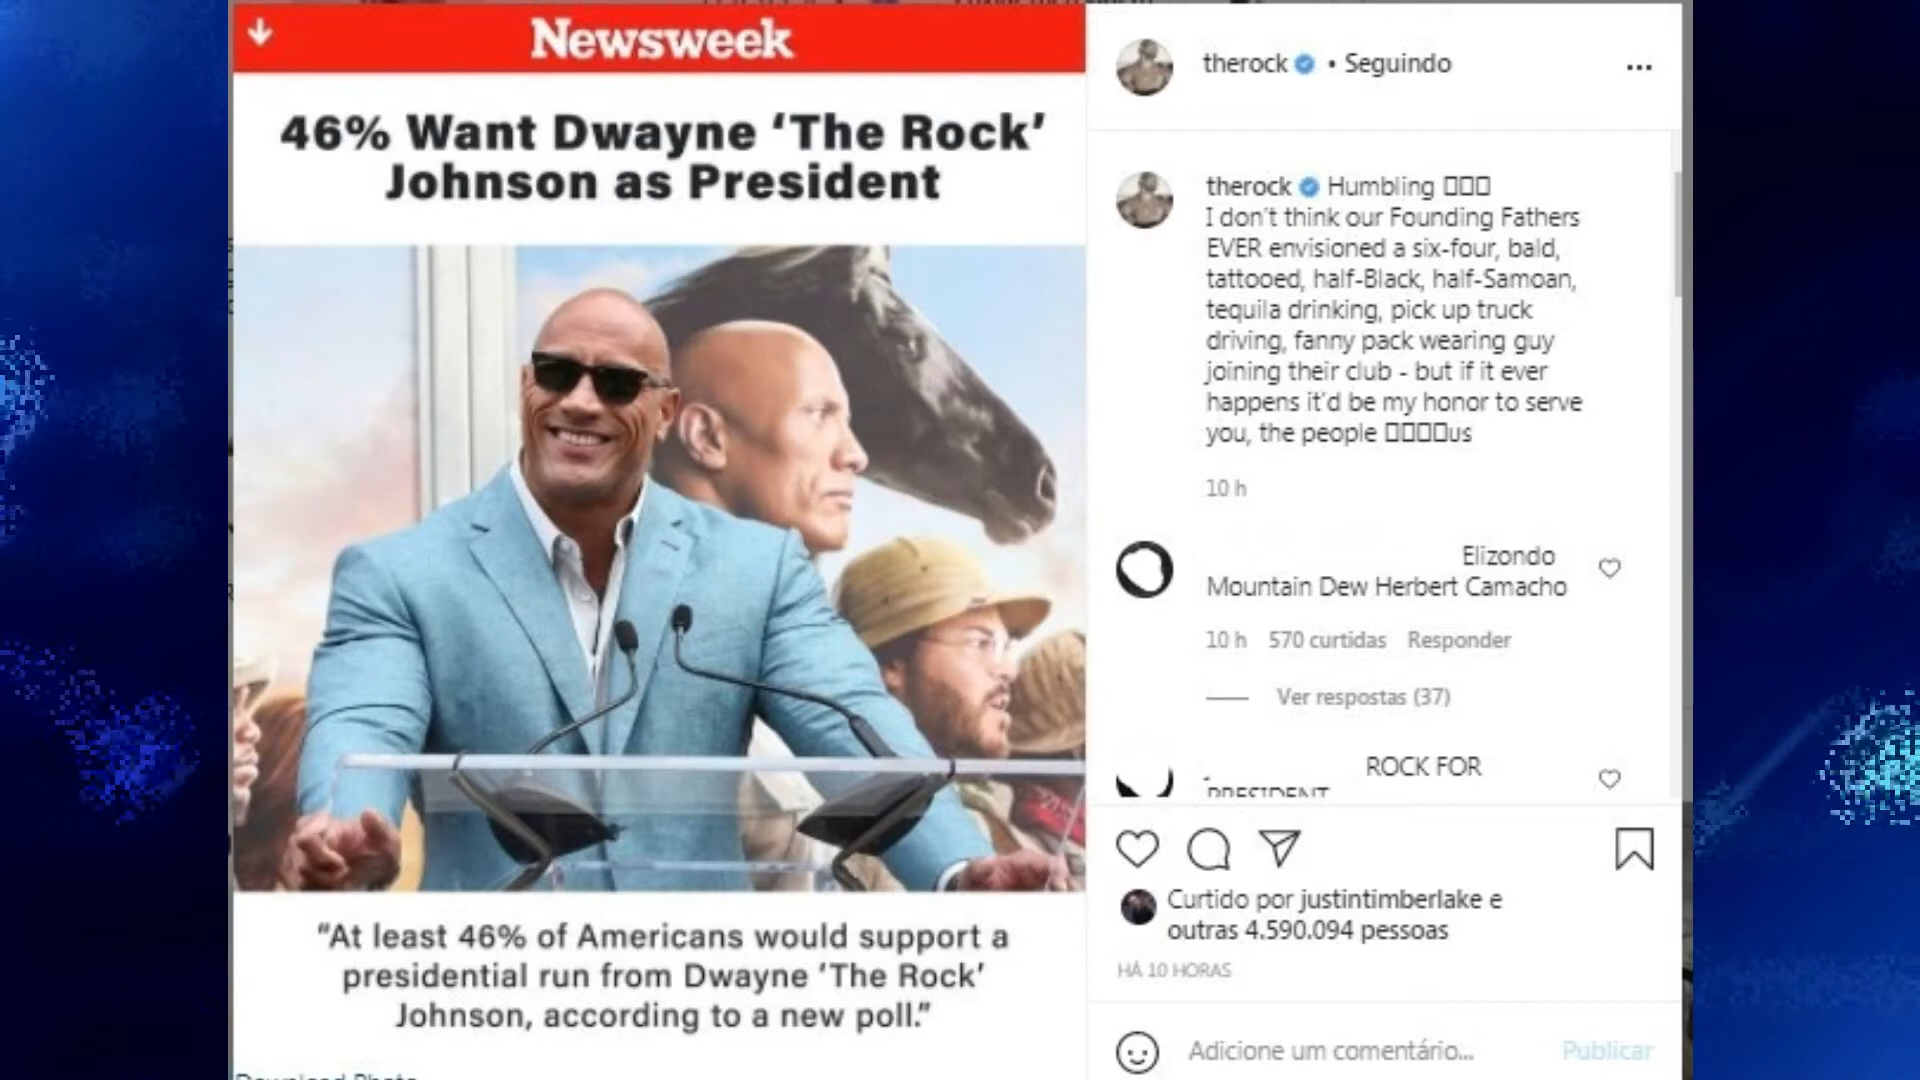 Newsweek
46% Want Dwayne ‘The Rock’
Johnson as President
“At least 46% of Americans would support a
presidential run from Dwayne ‘The Rock’
Johnson, according to a new poll.”
Download Photo
therock • Seguindo
therock Humbling
I don't think our Founding Fathers
EVER envisioned a six-four, bald,
tattooed, half-Black, half-Samoan,
tequila drinking, pick up truck
driving, fanny pack wearing guy
joining their club - but if it ever
happens it'd be my honor to serve
you, the people us
10 h
Elizondo
Mountain Dew Herbert Camacho
10 h 570 curtidas Responder
Ver respostas (37)
ROCK FOR
PRESIDENT
Curtido por justintimberlake e
outras 4.590.094 pessoas
HÁ 10 HORAS
Adicione um comentário... Publicar